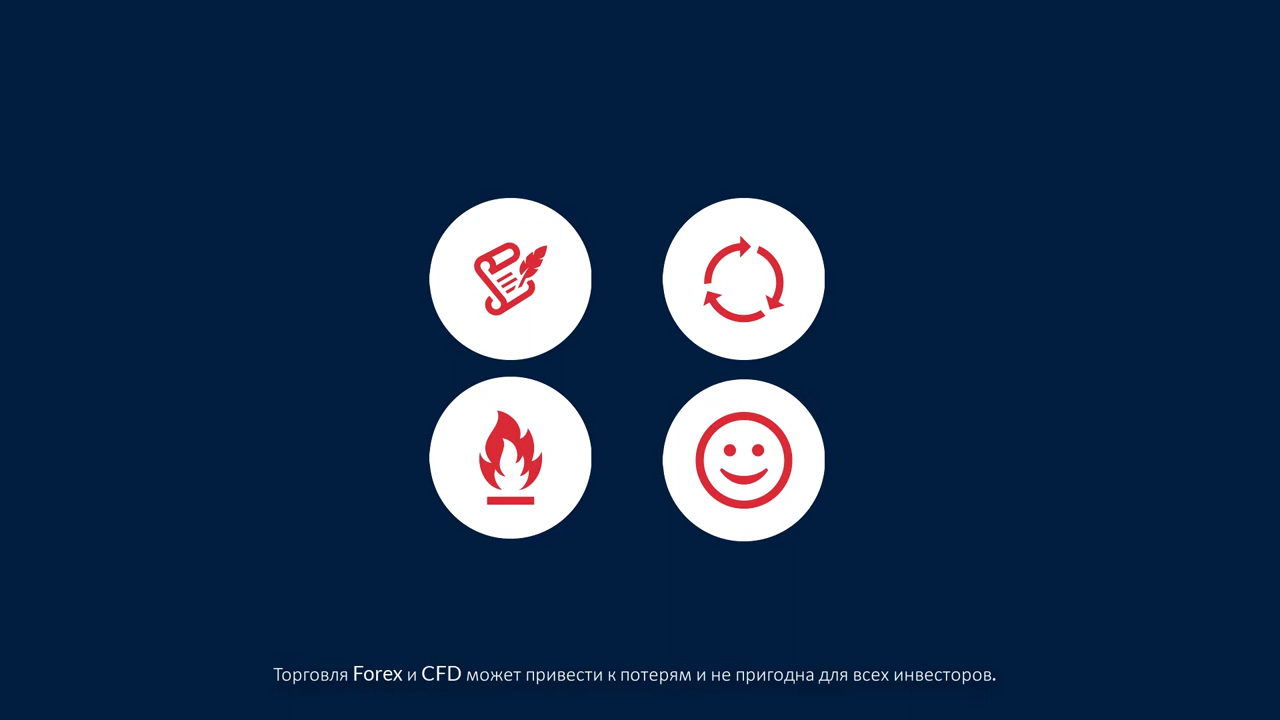 Торговля Forex и CFD может привести к потерям и не пригодна для всех инвесторов.